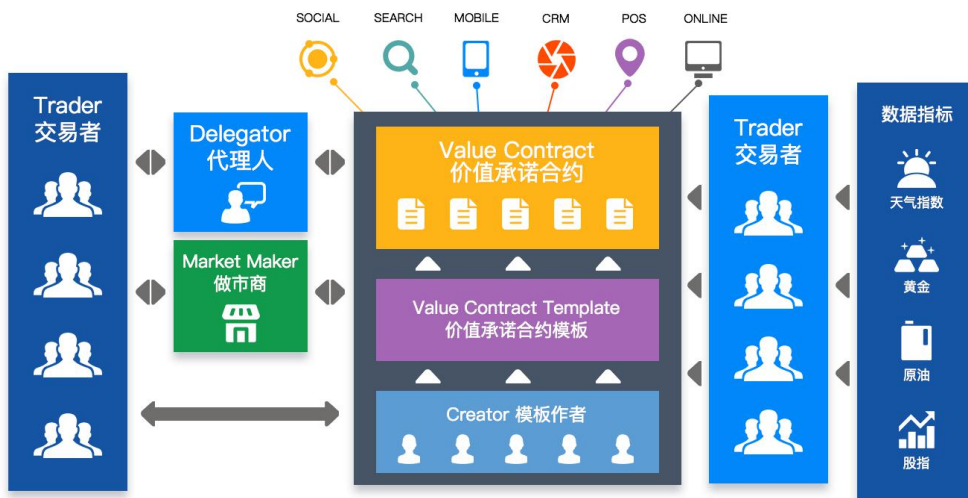 SOCIAL
SEARCH
MOBILE
CRM
POS
ONLINE
Trader
交易者
Delegator
代理人
Market Maker
做市商
Value Contract
价值承诺合约
Value Contract Template
价值承诺合约模板
Creator 模板作者
Trader
交易者
数据指标
天气指数
黄金
原油
股指